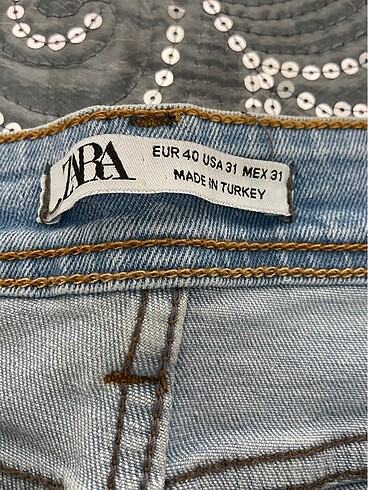 ZARA
EUR 40 USA 31 MEX 31
MADE IN TURKEY